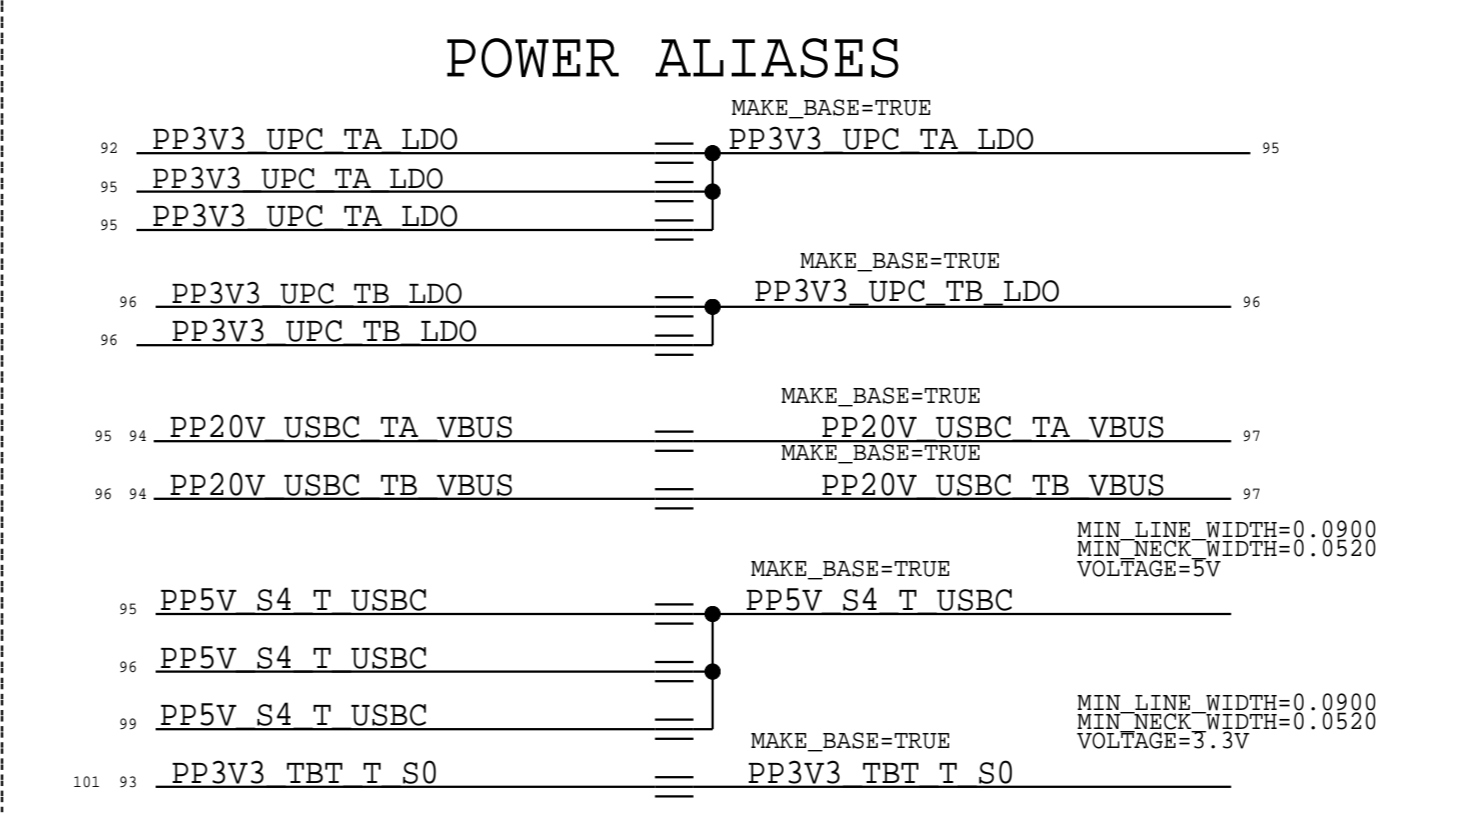 POWER ALIASES
MAKE_BASE=TRUE
92 PP3V3_UPC_TA_LDO PP3V3_UPC_TA_LDO 95
95 PP3V3_UPC_TA_LDO
95 PP3V3_UPC_TA_LDO
MAKE_BASE=TRUE
96 PP3V3_UPC_TB_LDO PP3V3_UPC_TB_LDO 96
96 PP3V3_UPC_TB_LDO
MAKE_BASE=TRUE
95 94 PP20V_USBC_TA_VBUS PP20V_USBC_TA_VBUS 97
MAKE_BASE=TRUE
96 94 PP20V_USBC_TB_VBUS PP20V_USBC_TB_VBUS 97
MIN_LINE_WIDTH=0.0900
MIN_NECK_WIDTH=0.0520
MAKE_BASE=TRUE VOLTAGE=5V
95 PP5V_S4_T_USBC PP5V_S4_T_USBC
96 PP5V_S4_T_USBC
MIN_LINE_WIDTH=0.0900
99 PP5V_S4_T_USBC MIN_NECK_WIDTH=0.0520
MAKE_BASE=TRUE VOLTAGE=3.3V
101 93 PP3V3_TBT_T_S0 PP3V3_TBT_T_S0